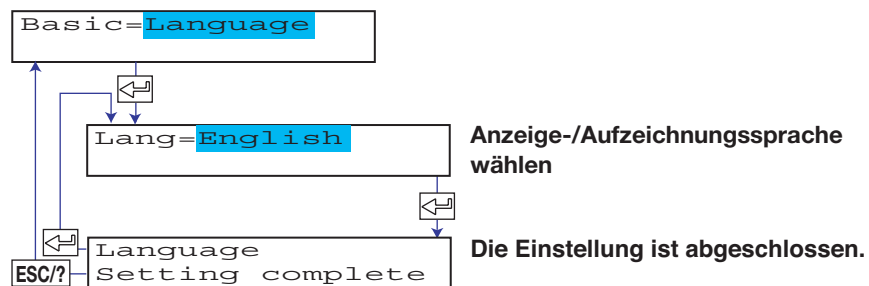 Basic=Language
Lang=English
Anzeige-/Aufzeichnungssprache
wählen
Language
Setting complete
Die Einstellung ist abgeschlossen.
ESC/?